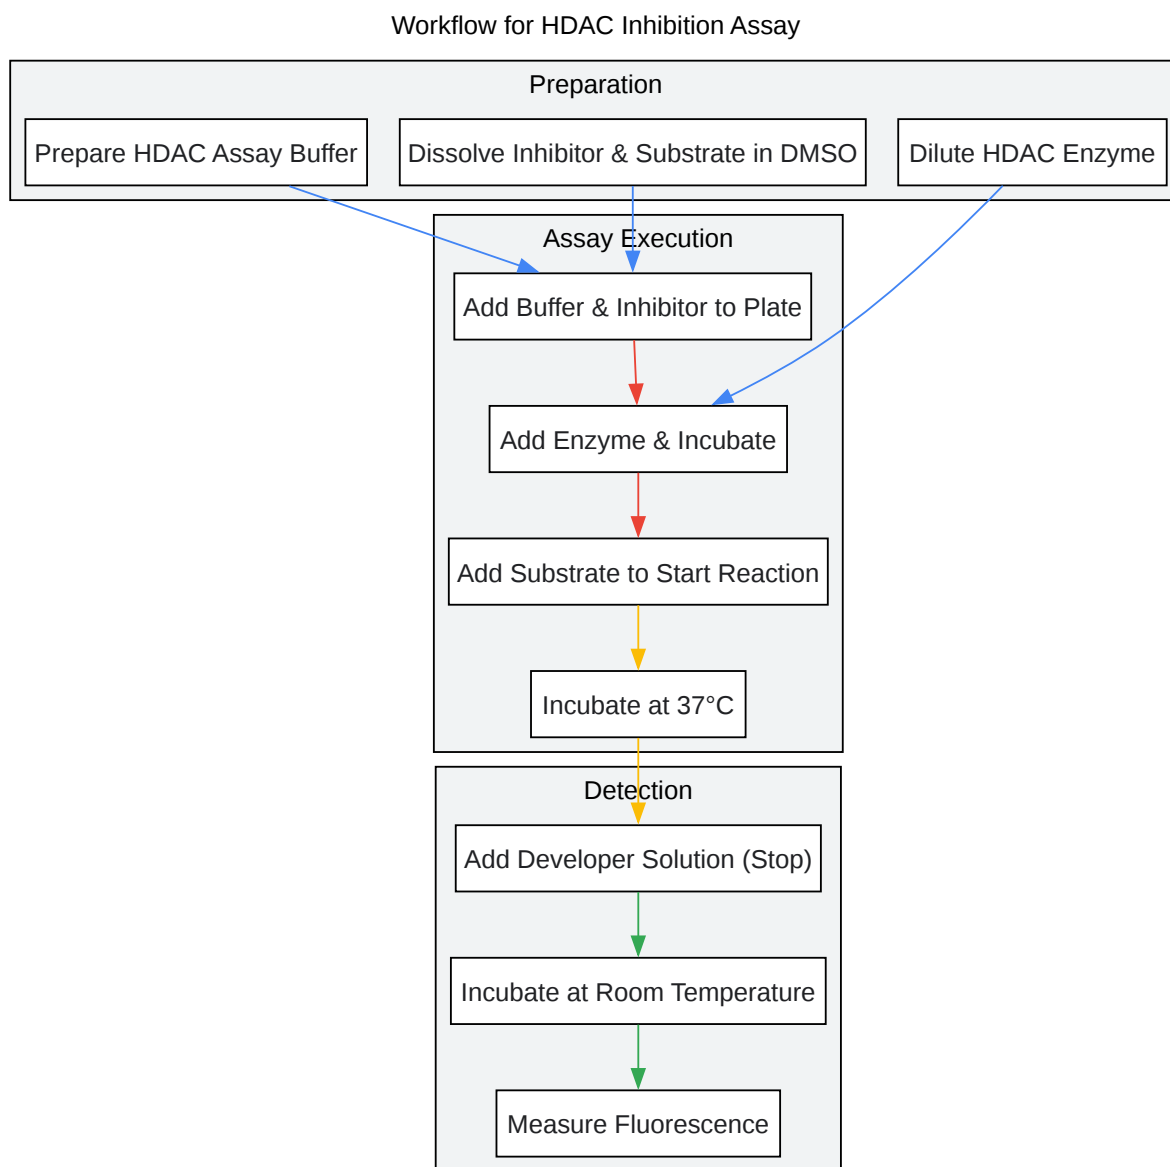 Workflow for HDAC Inhibition Assay
Preparation
Prepare HDAC Assay Buffer
Dissolve Inhibitor & Substrate in DMSO
Dilute HDAC Enzyme
Assay Execution
Add Buffer & Inhibitor to Plate
Add Enzyme & Incubate
Add Substrate to Start Reaction
Incubate at 37°C
Detection
Add Developer Solution (Stop)
Incubate at Room Temperature
Measure Fluorescence